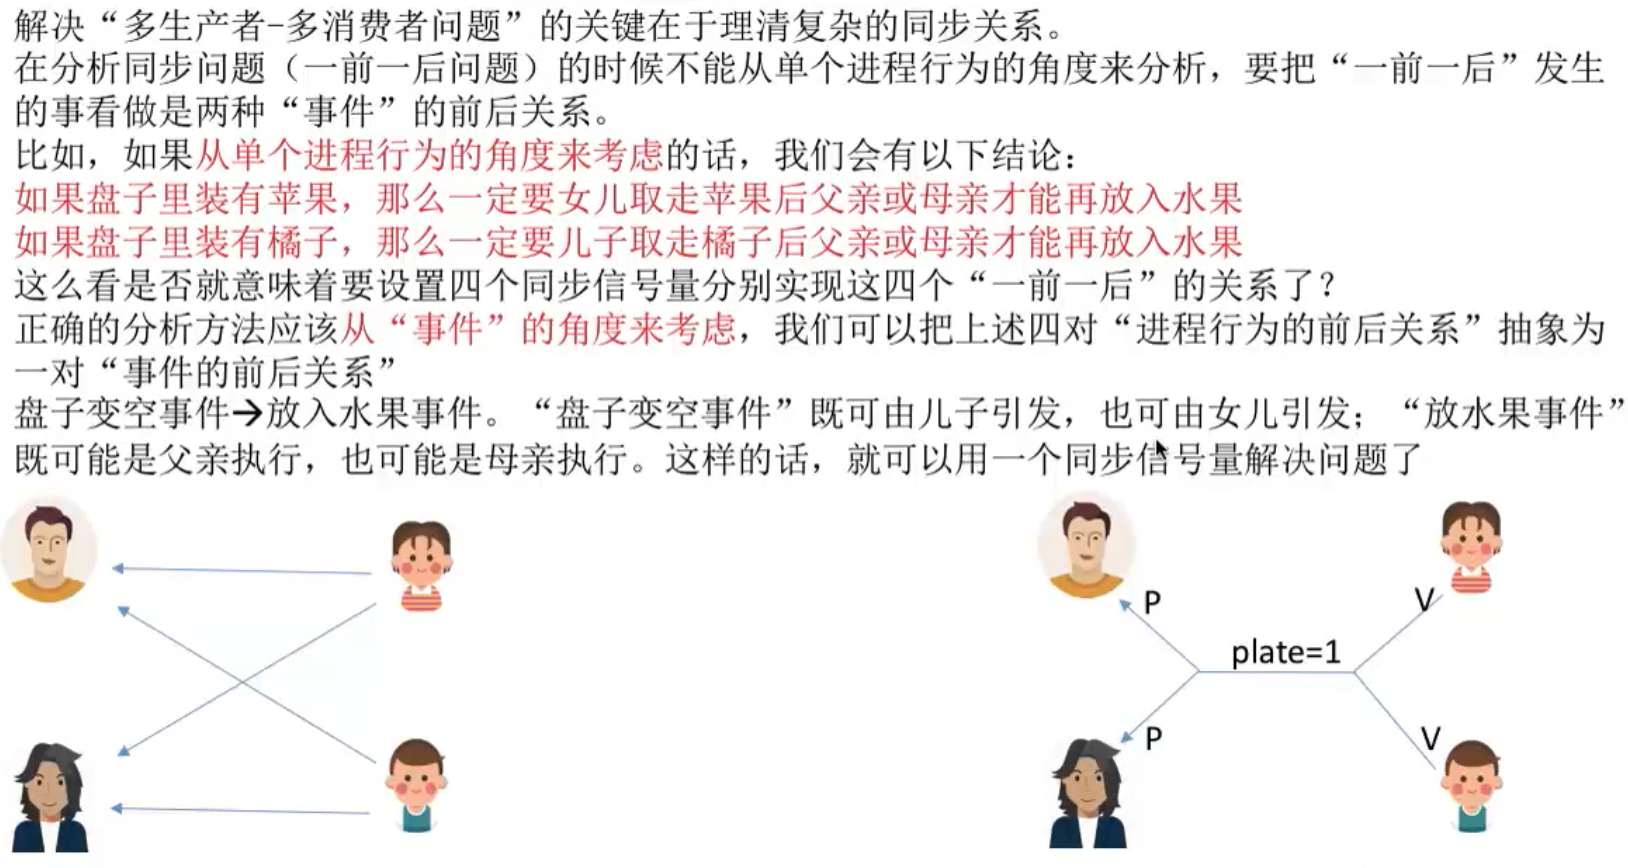 解决“多生产者-多消费者问题”的关键在于理清复杂的同步关系。
在分析同步问题（一前一后问题）的时候不能从单个进程行为的角度来分析，要把“一前一后”发生
的事看做是两种“事件”的前后关系。
比如，如果从单个进程行为的角度来考虑的话，我们会有以下结论：
如果盘子里装有苹果，那么一定要女儿取走苹果后父亲或母亲才能再放入水果
如果盘子里装有橘子，那么一定要儿子取走橘子后父亲或母亲才能再放入水果
这么看是否就意味着要设置四个同步信号量分别实现这四个“一前一后”的关系了？
正确的分析方法应该从“事件”的角度来考虑，我们可以把上述四对“进程行为的前后关系”抽象为
一对“事件的前后关系”
盘子变空事件→放入水果事件。“盘子变空事件”既可由儿子引发，也可由女儿引发；“放水果事件”
既可能是父亲执行，也可能是母亲执行。这样的话，就可以用一个同步信号量解决问题了
P
V
plate=1
P
V